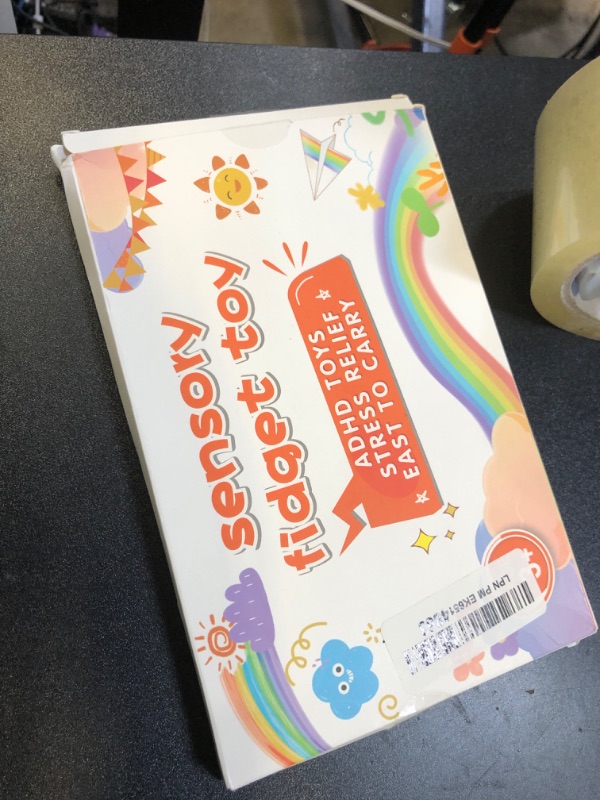 sensory
fidget toy
ADHD TOYS
STRESS RELIEF
EAST TO CARRY
LPN PM